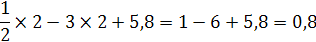 1/2 × 2 − 3 × 2 + 5,8 = 1 − 6 + 5,8 = 0,8